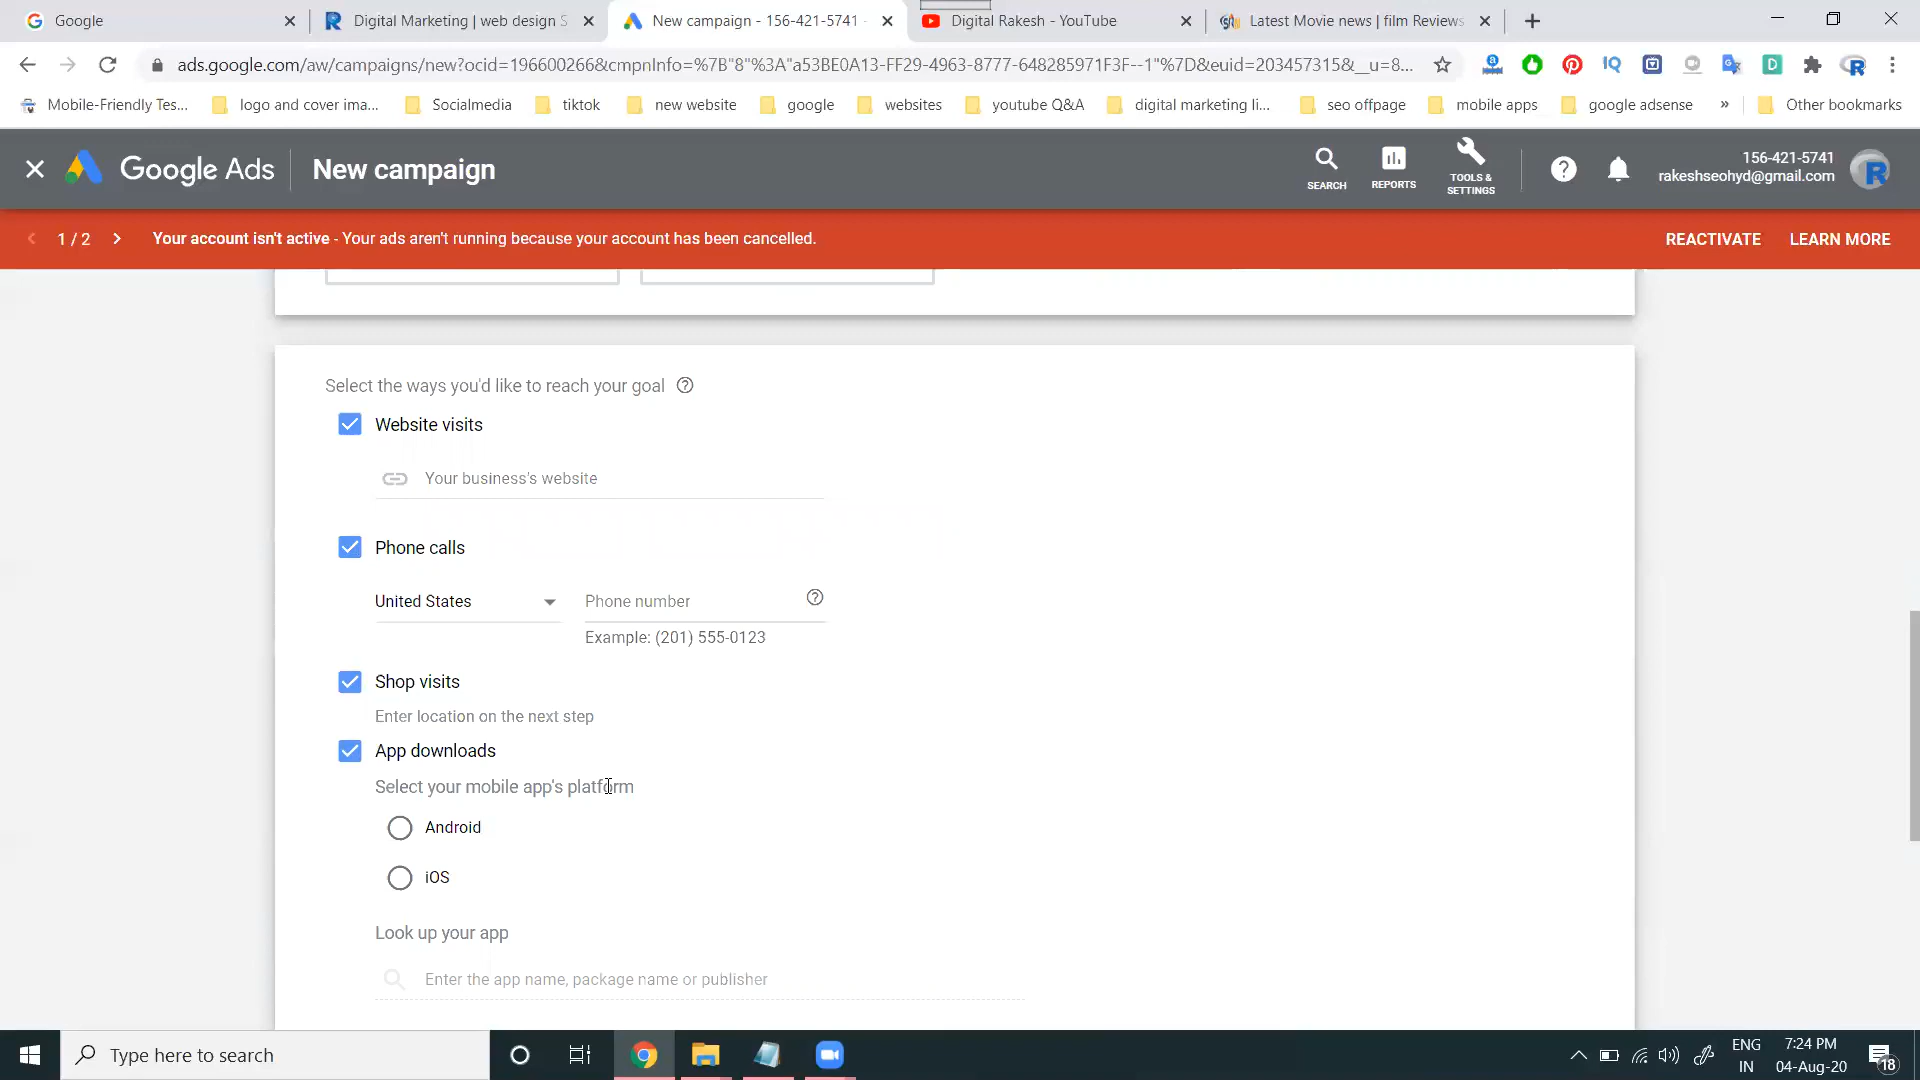 Google
Digital Marketing | web design S
New campaign - 156-421-5741 -
Digital Rakesh - YouTube
Latest Movie news | film Reviews
ads.google.com/aw/campaigns/new?ocid=196600266&cmpnInfo=%7B"8"%3A"a53BE0A13-FF29-4963-8777-648285971F3F--1"%7D&euid=203457315&__u=8...
Mobile-Friendly Tes...
logo and cover ima...
Socialmedia
tiktok
new website
google
websites
youtube Q&A
digital marketing li...
seo offpage
mobile apps
google adsense
»
Other bookmarks
Google Ads
New campaign
SEARCH
REPORTS
TOOLS &
SETTINGS
156-421-5741
rakeshseohyd@gmail.com
1 / 2
Your account isn't active - Your ads aren't running because your account has been cancelled.
REACTIVATE
LEARN MORE
Select the ways you'd like to reach your goal
Website visits
Your business's website
Phone calls
United States
Phone number
Example: (201) 555-0123
Shop visits
Enter location on the next step
App downloads
Select your mobile app's platform
Android
iOS
Look up your app
Enter the app name, package name or publisher
Type here to search
ENG
IN
7:24 PM
04-Aug-20
18